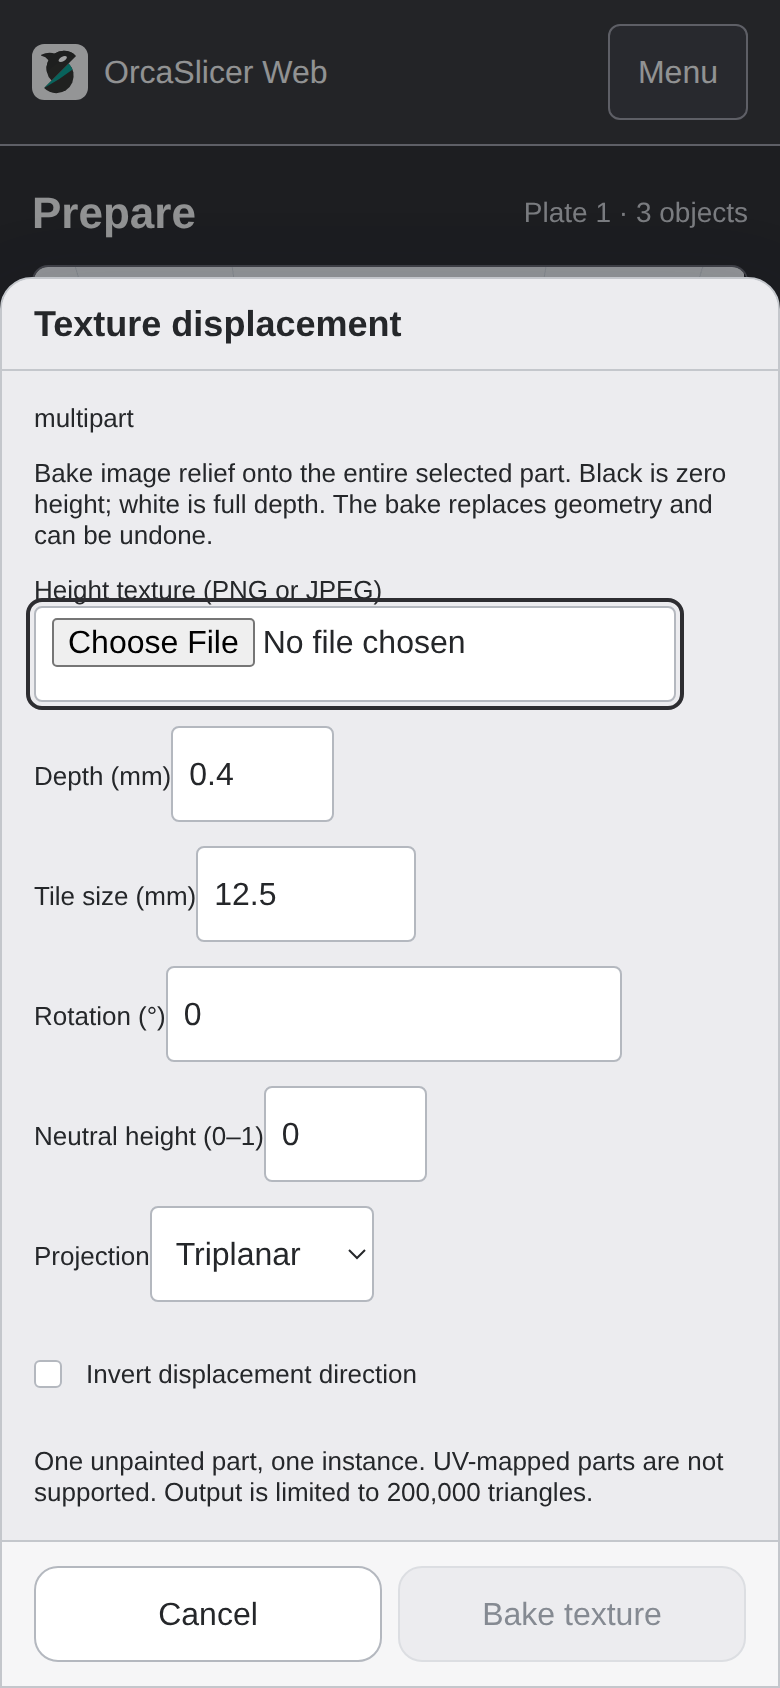 OrcaSlicer Web
Menu
Prepare
Plate 1 · 3 objects
Texture displacement
multipart
Bake image relief onto the entire selected part. Black is zero
height; white is full depth. The bake replaces geometry and
can be undone.
Height texture (PNG or JPEG)
Choose File No file chosen
Depth (mm) 0.4
Tile size (mm) 12.5
Rotation (°) 0
Neutral height (0–1) 0
Projection Triplanar
Invert displacement direction
One unpainted part, one instance. UV-mapped parts are not
supported. Output is limited to 200,000 triangles.
Cancel
Bake texture